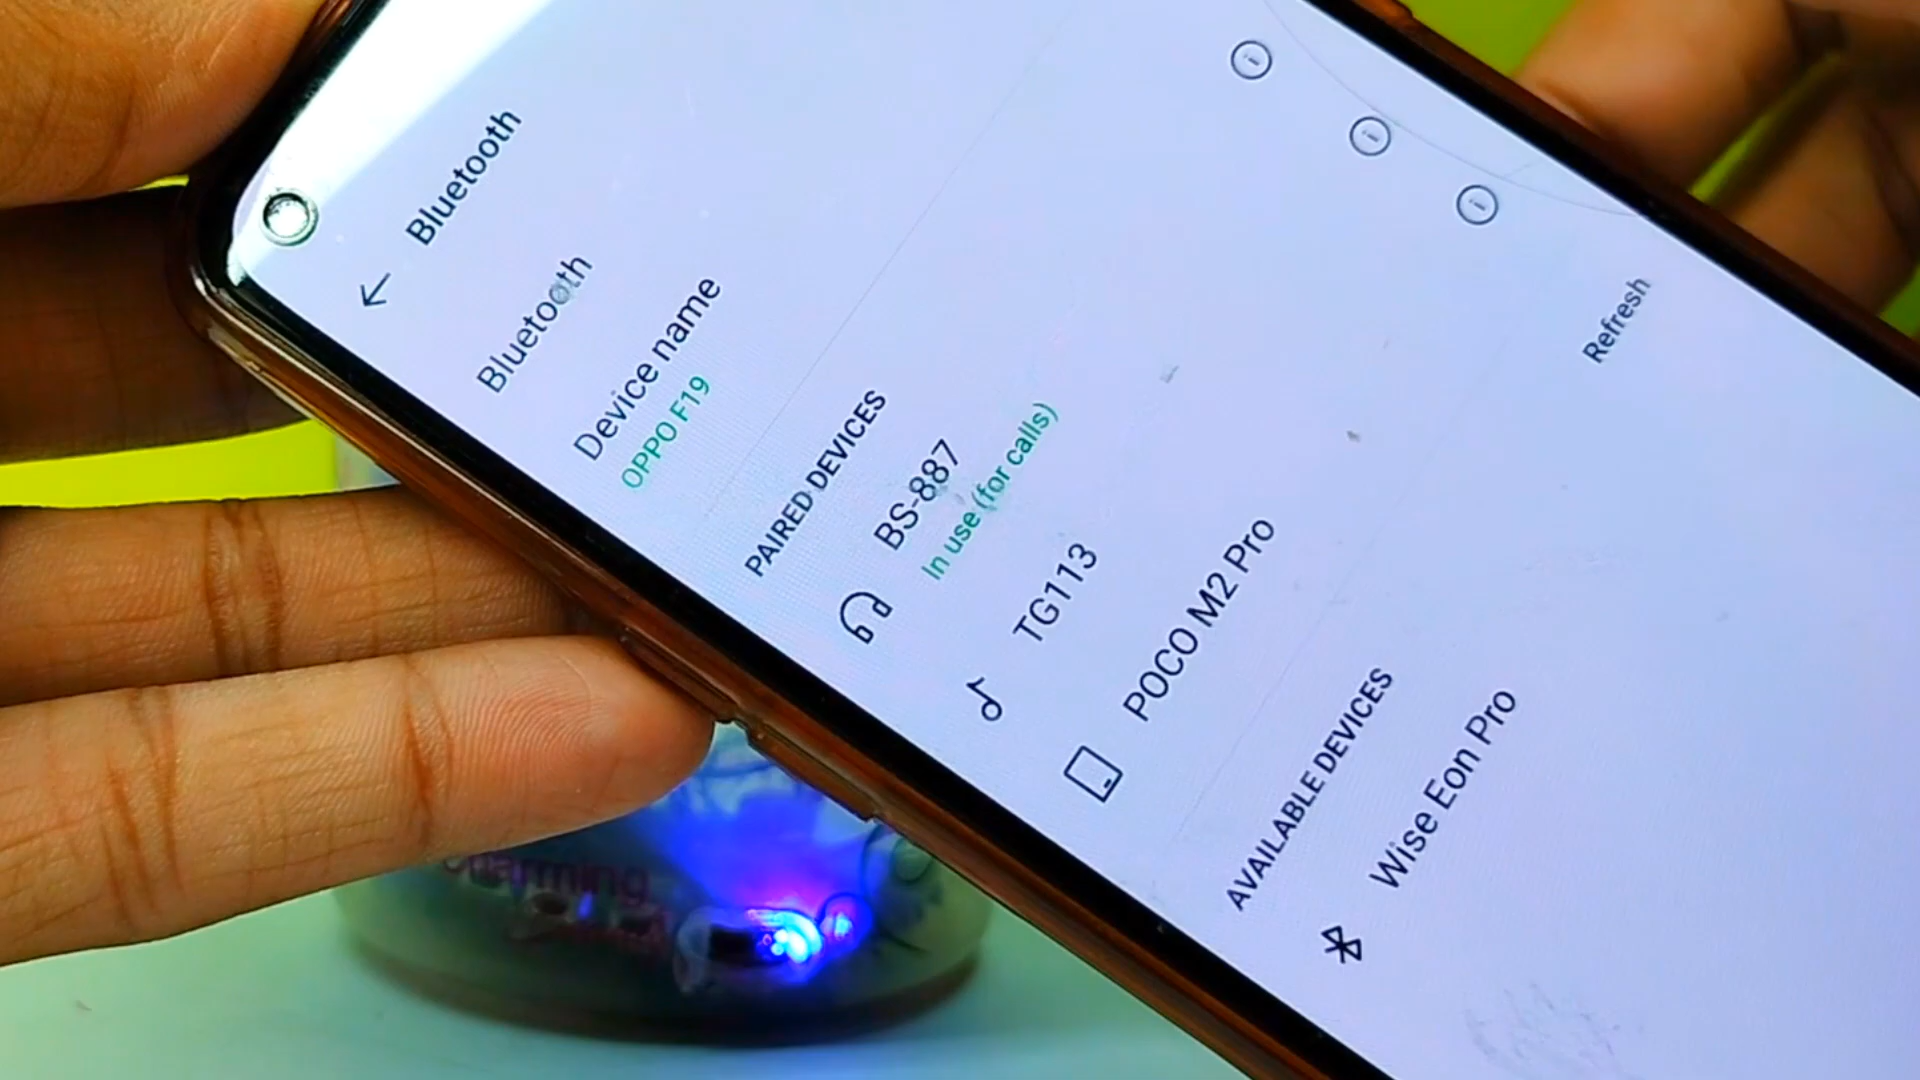 Bluetooth
Bluetooth
Device name
OPPO F19
PAIRED DEVICES
BS-887
In use (for calls)
TG113
POCO M2 Pro
AVAILABLE DEVICES
Refresh
Wise Eon Pro
Charming